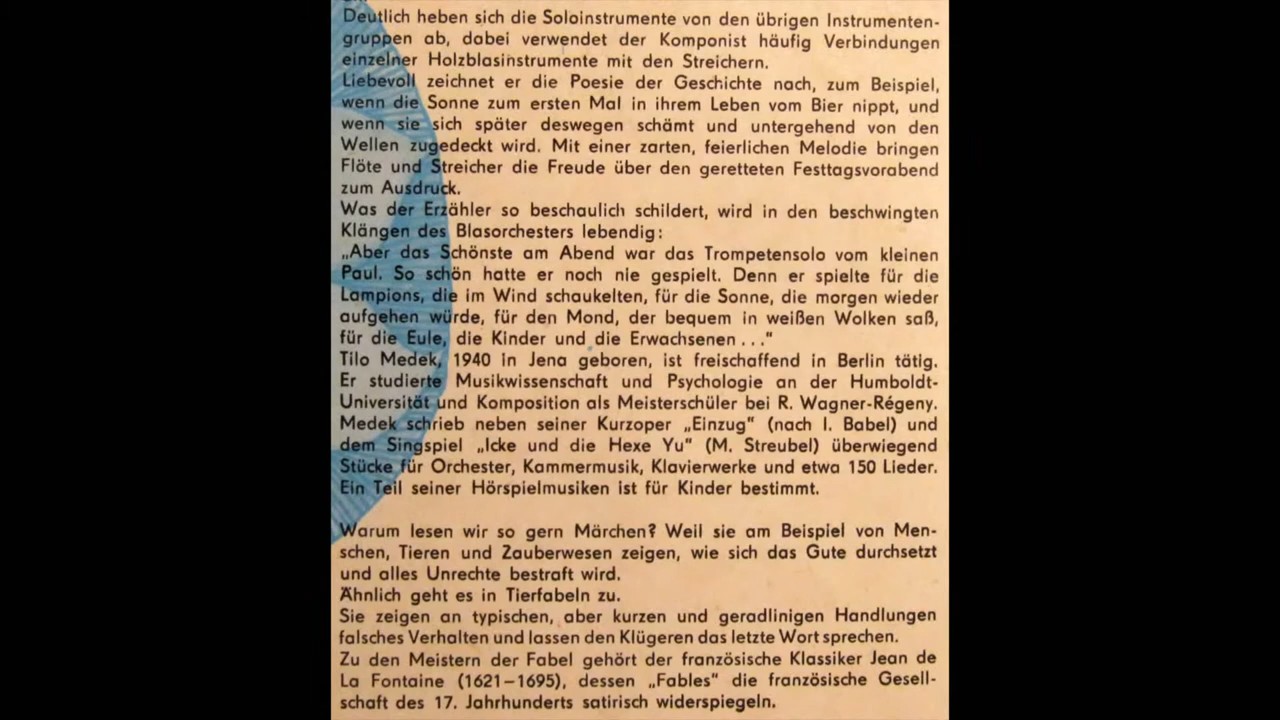 Deutlich heben sich die Soloinstrumente von den übrigen Instrumenten-
gruppen ab, dabei verwendet der Komponist häufig Verbindungen
einzelner Holzblasinstrumente mit den Streichern.
Liebevoll zeichnet er die Poesie der Geschichte nach, zum Beispiel,
wenn die Sonne zum ersten Mal in ihrem Leben vom Bier nippt, und
wenn sie sich später deswegen schämt und untergehend von den
Wellen zugedeckt wird. Mit einer zarten, feierlichen Melodie bringen
Flöte und Streicher die Freude über den geretteten Festtagsvorabend
zum Ausdruck.
Was der Erzähler so beschaulich schildert, wird in den beschwingten
Klängen des Blasorchesters lebendig:
„Aber das Schönste am Abend war das Trompetensolo vom kleinen
Paul. So schön hatte er noch nie gespielt. Denn er spielte für die
Lampions, die im Wind schaukelten, für die Sonne, die morgen wieder
aufgehen würde, für den Mond, der bequem in weißen Wolken saß,
für die Eule, die Kinder und die Erwachsenen . . .“
Tilo Medek, 1940 in Jena geboren, ist freischaffend in Berlin tätig.
Er studierte Musikwissenschaft und Psychologie an der Humboldt-
Universität und Komposition als Meisterschüler bei R. Wagner-Régeny.
Medek schrieb neben seiner Kurzoper „Einzug“ (nach I. Babel) und
dem Singspiel „Icke und die Hexe Yu“ (M. Streubel) überwiegend
Stücke für Orchester, Kammermusik, Klavierwerke und etwa 150 Lieder.
Ein Teil seiner Hörspielmusiken ist für Kinder bestimmt.
Warum lesen wir so gern Märchen? Weil sie am Beispiel von Men-
schen, Tieren und Zauberwesen zeigen, wie sich das Gute durchsetzt
und alles Unrechte bestraft wird.
Ähnlich geht es in Tierfabeln zu.
Sie zeigen an typischen, aber kurzen und geradlinigen Handlungen
falsches Verhalten und lassen den Klügeren das letzte Wort sprechen.
Zu den Meistern der Fabel gehört der französische Klassiker Jean de
La Fontaine (1621–1695), dessen „Fables“ die französische Gesell-
schaft des 17. Jahrhunderts satirisch widerspiegeln.